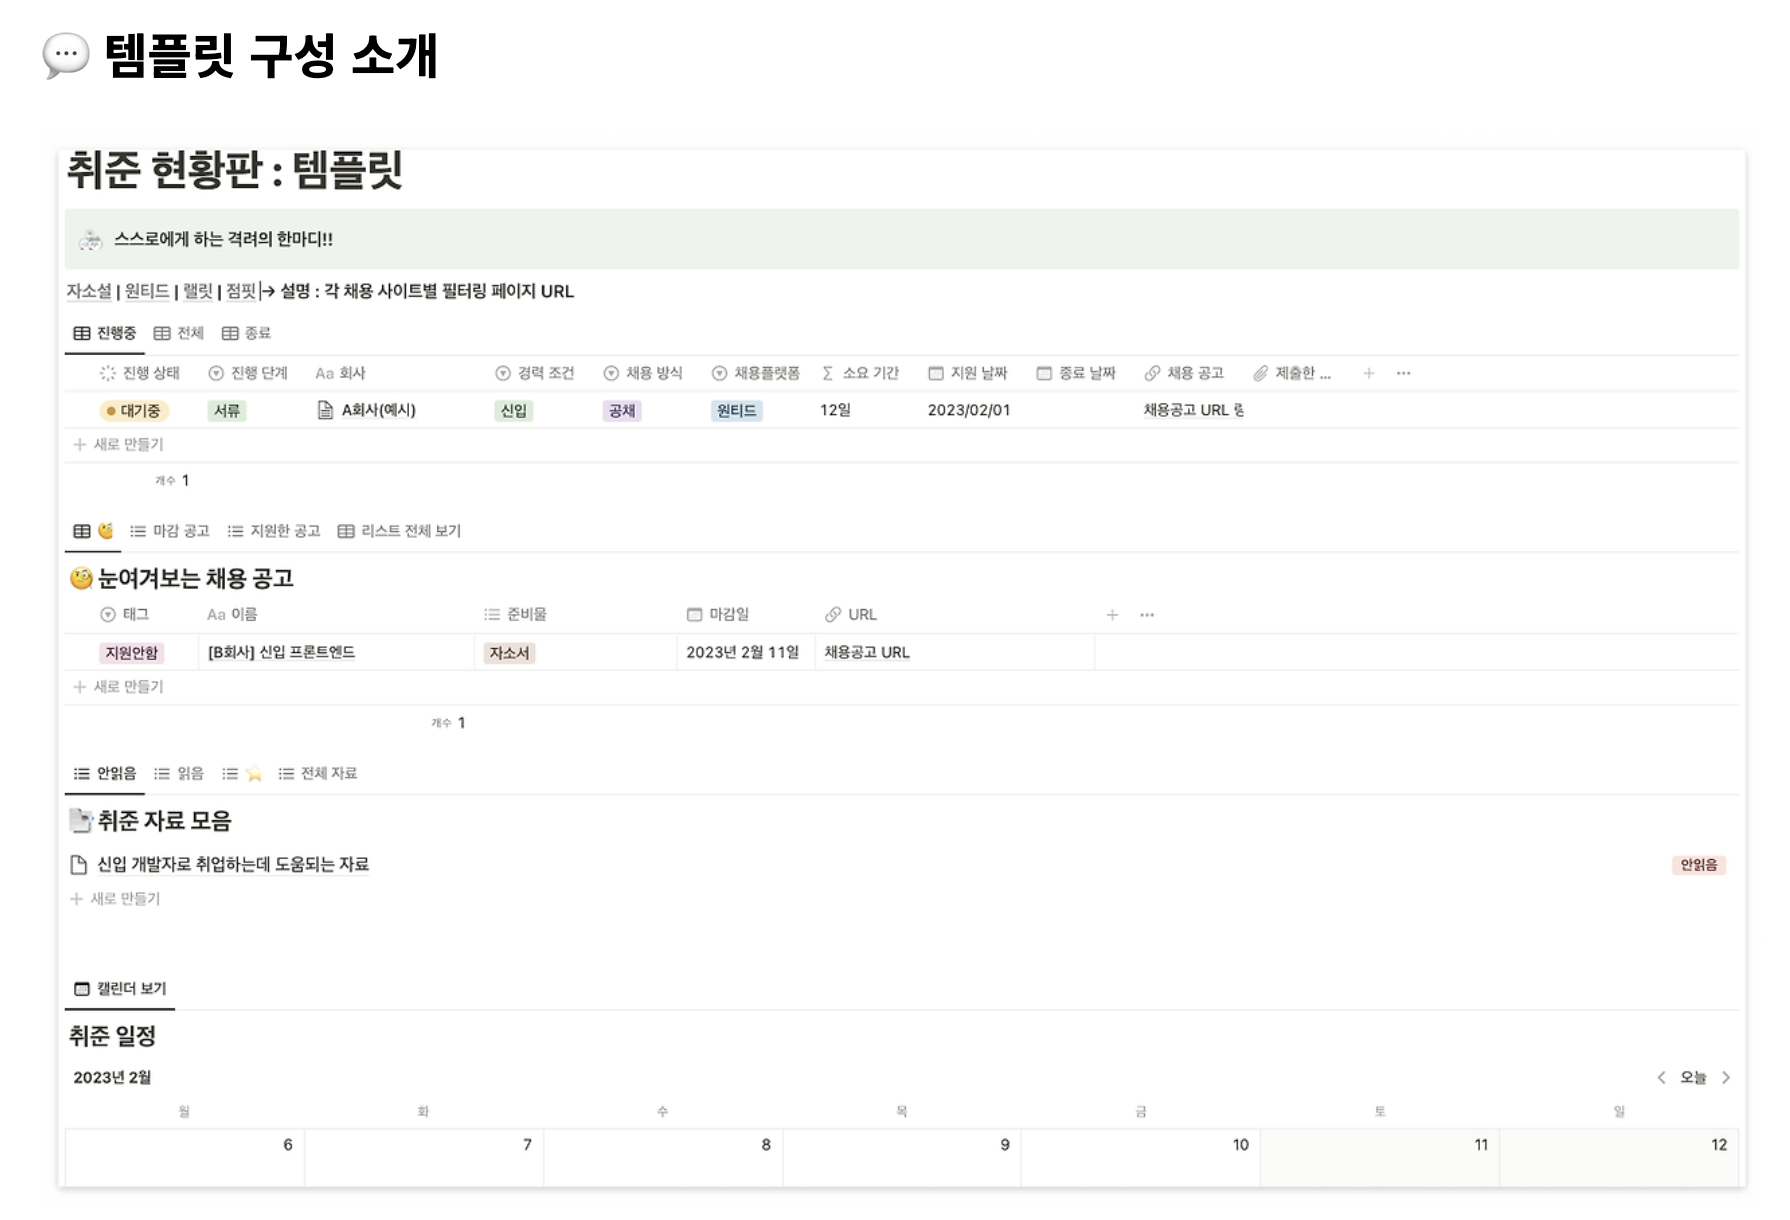 템플릿 구성 소개
취준 현황판 : 템플릿
스스로에게 하는 격려의 한마디!!
자소설 | 원티드 | 랠릿 | 점핏 → 설명 : 각 채용 사이트별 필터링 페이지 URL
진행중 전체 종료
진행 상태 진행 단계 Aa 회사 경력 조건 채용 방식 채용플랫폼 Σ 소요 기간 지원 날짜 종료 날짜 채용 공고 제출한 ... + ...
대기중 서류 A회사(예시) 신입 공채 원티드 12일 2023/02/01 채용공고 URL
+ 새로 만들기
개수 1
마감 공고 지원한 공고 리스트 전체 보기
눈여겨보는 채용 공고
태그 Aa 이름 준비물 마감일 URL + ...
지원안함 [B회사] 신입 프론트엔드 자소서 2023년 2월 11일 채용공고 URL
+ 새로 만들기
개수 1
안읽음 읽음 전체 자료
취준 자료 모음
신입 개발자로 취업하는데 도움되는 자료 안읽음
+ 새로 만들기
캘린더 보기
취준 일정
2023년 2월 < 오늘 >
월 화 수 목 금 토 일
6 7 8 9 10 11 12